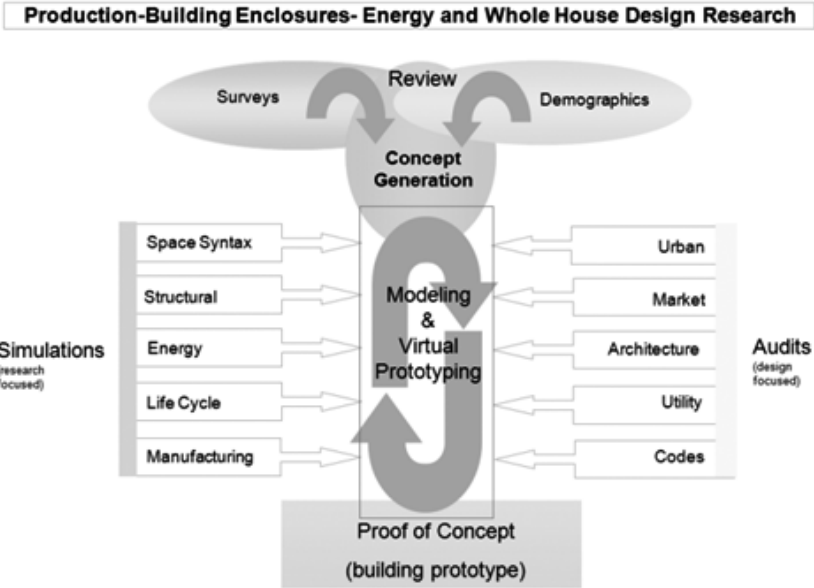 Production-Building Enclosures- Energy and Whole House Design Research
Review
Surveys
Demographics
Concept
Generation
Space Syntax
Structural
Energy
Life Cycle
Manufacturing
Simulations
(research
focused)
Modeling
&
Virtual
Prototyping
Urban
Market
Architecture
Utility
Codes
Audits
(design
focused)
Proof of Concept
(building prototype)